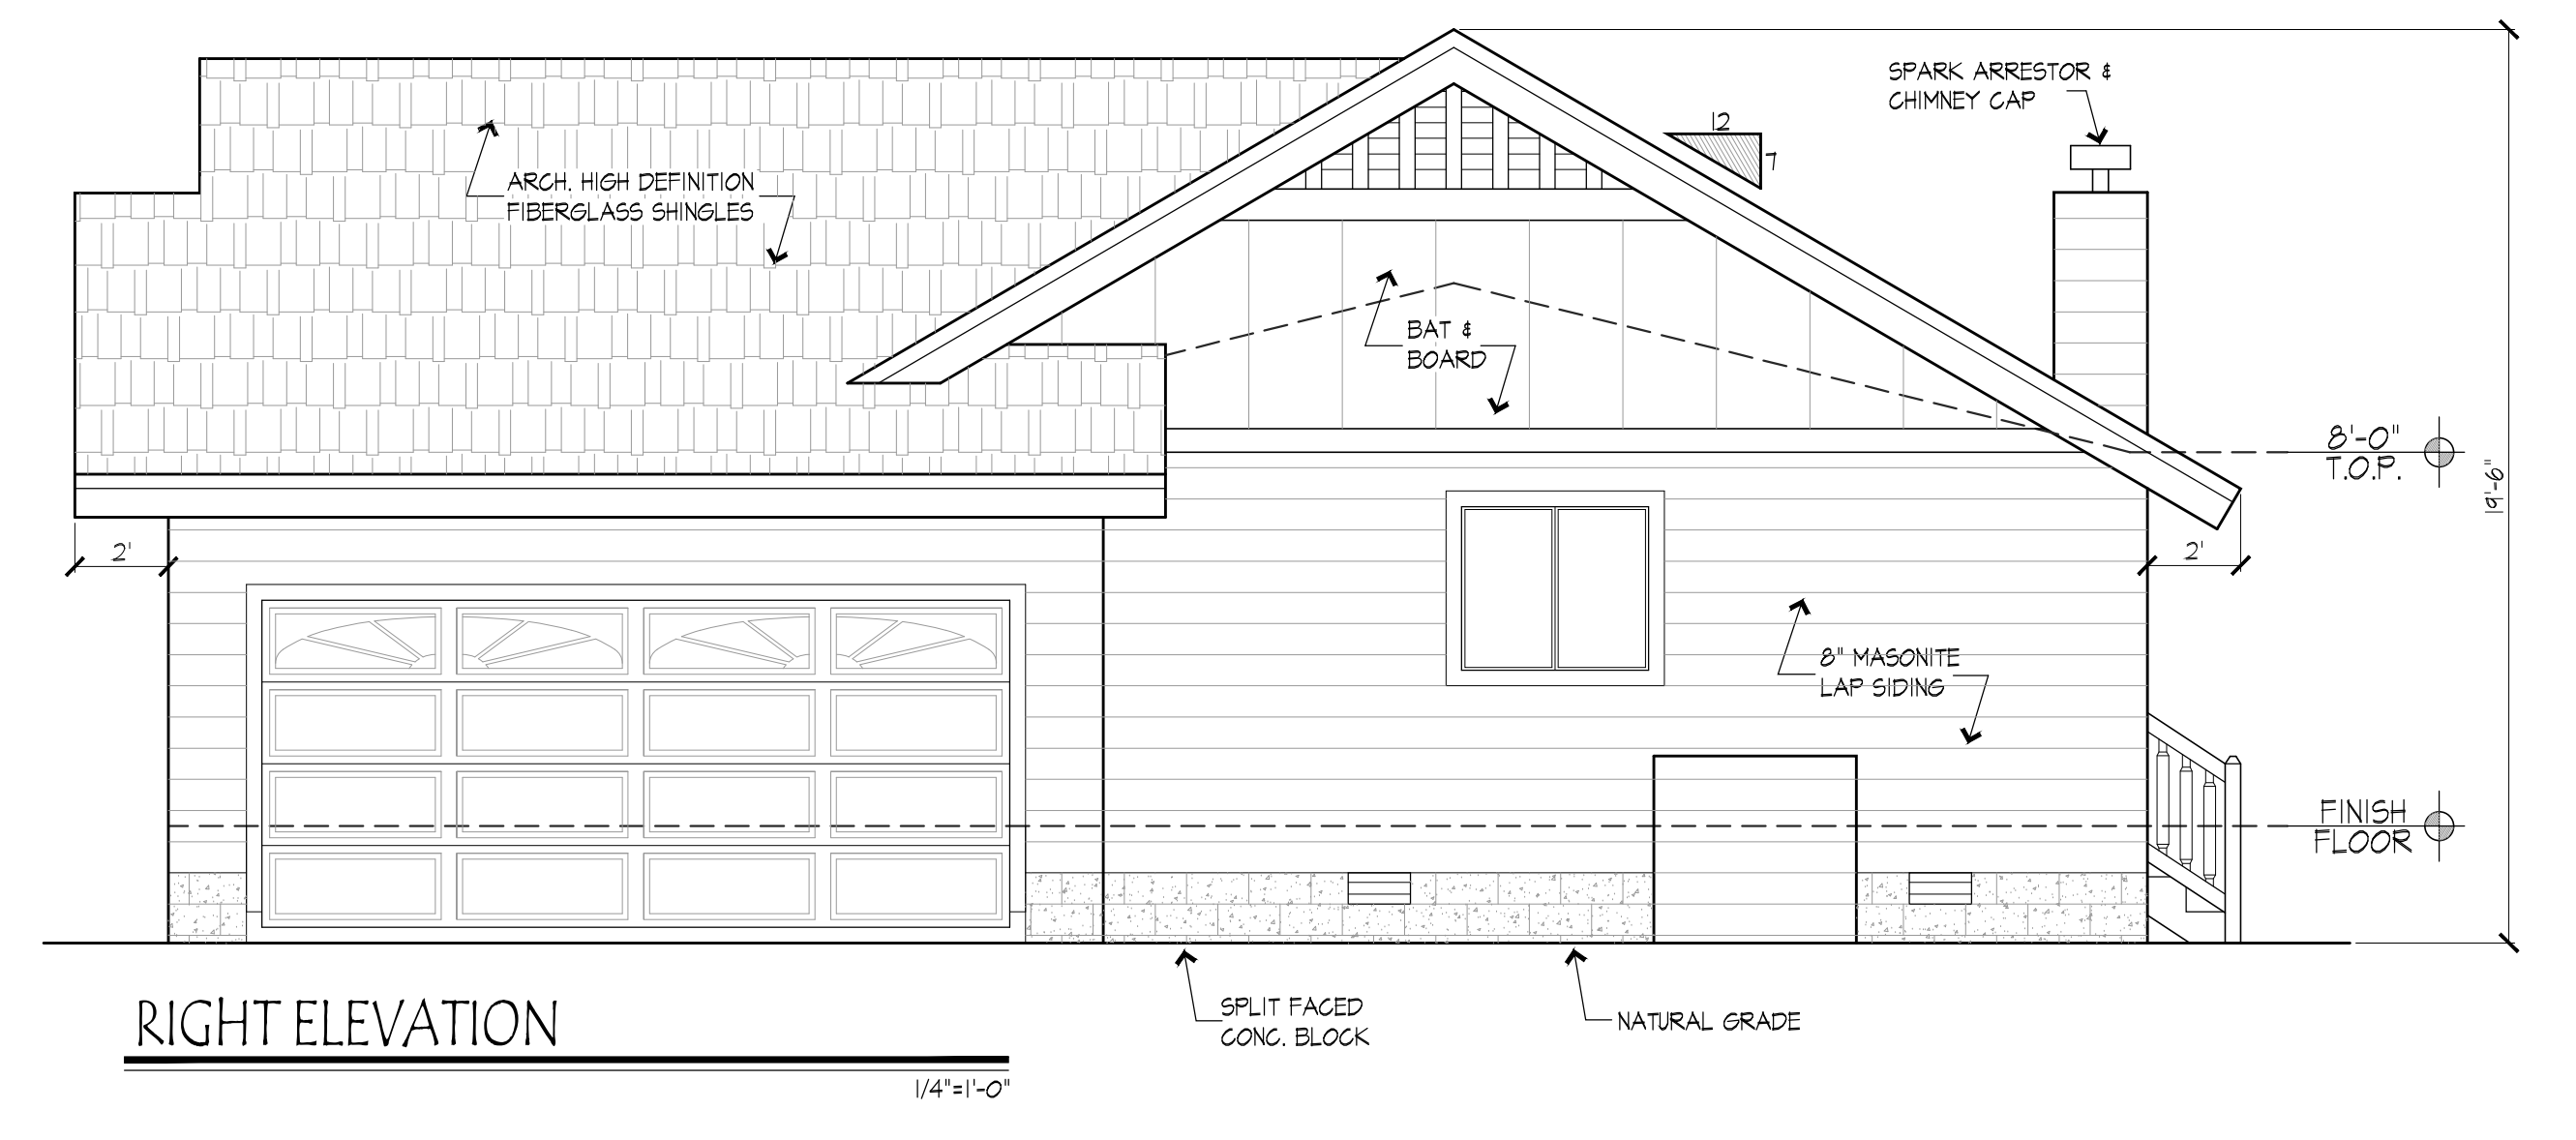 SPARK ARRESTOR &
CHIMNEY CAP
12
7
ARCH. HIGH DEFINITION
FIBERGLASS SHINGLES
BAT &
BOARD
8'-0"
T.O.P.
19'-6"
2'
2'
8" MASONITE
LAP SIDING
FINISH
FLOOR
SPLIT FACED
CONC. BLOCK
NATURAL GRADE
RIGHT ELEVATION
1/4"=1'-0"